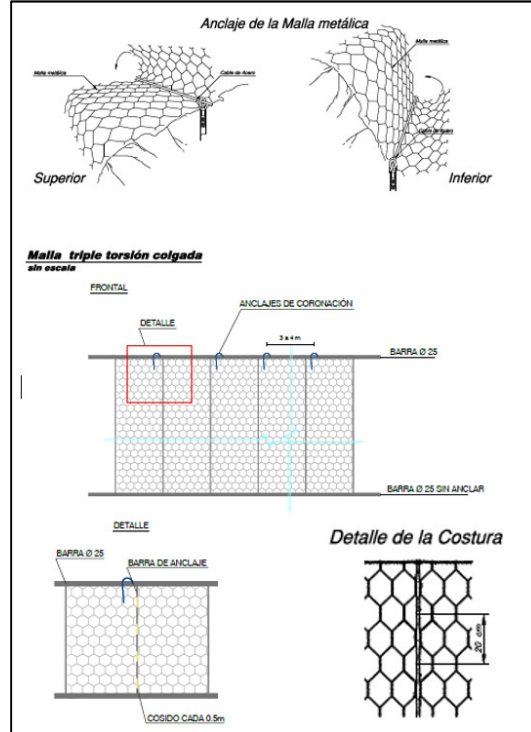 Anclaje de la Malla metálica
Malla metálica
Cable de Acero
Malla metálica
Cable de Acero
Superior
Inferior
Malla triple torsión colgada
sin escala
FRONTAL
ANCLAJES DE CORONACIÓN
DETALLE
3 a 4 m
BARRA Ø 25
BARRA Ø 25 SIN ANCLAR
DETALLE
BARRA Ø 25
BARRA DE ANCLAJE
COSIDO CADA 0.5m
Detalle de la Costura
20 cm